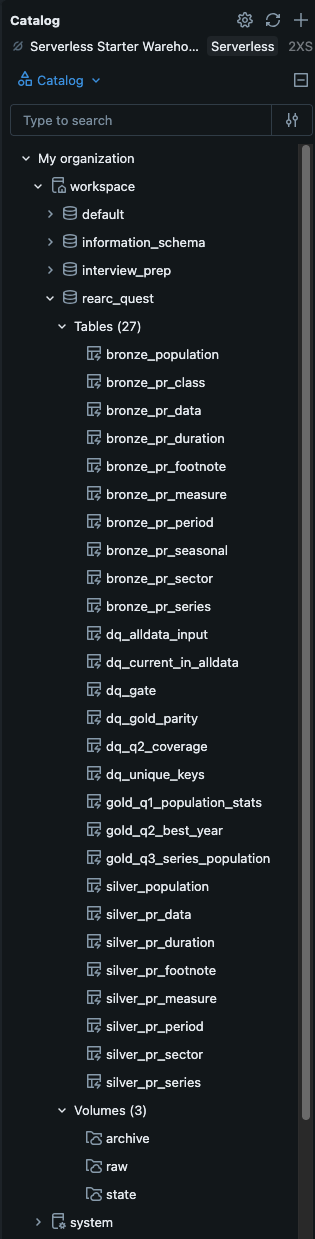 Catalog
Serverless Starter Wareho... Serverless 2XS
Catalog
Type to search
My organization
workspace
default
information_schema
interview_prep
rearc_quest
Tables (27)
bronze_population
bronze_pr_class
bronze_pr_data
bronze_pr_duration
bronze_pr_footnote
bronze_pr_measure
bronze_pr_period
bronze_pr_seasonal
bronze_pr_sector
bronze_pr_series
dq_alldata_input
dq_current_in_alldata
dq_gate
dq_gold_parity
dq_q2_coverage
dq_unique_keys
gold_q1_population_stats
gold_q2_best_year
gold_q3_series_population
silver_population
silver_pr_data
silver_pr_duration
silver_pr_footnote
silver_pr_measure
silver_pr_period
silver_pr_sector
silver_pr_series
Volumes (3)
archive
raw
state
system